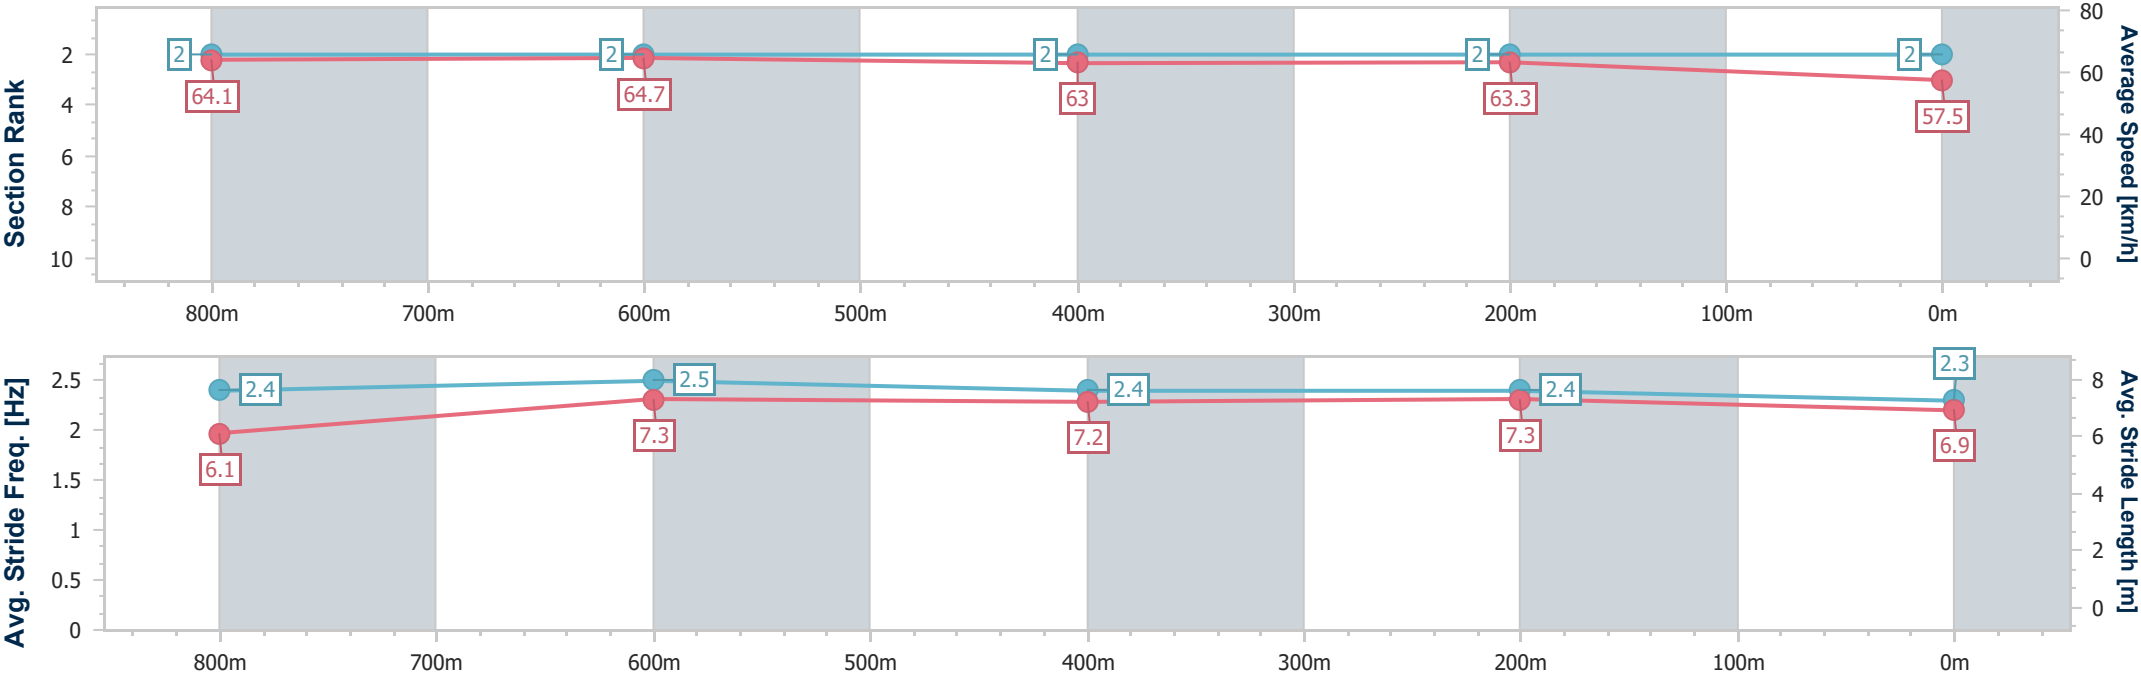 Section Rank
2
4
6
8
10
2
2
2
2
2
64.1
64.7
63
63.3
57.5
80
60
40
20
0
Average Speed [km/h]
800m
700m
600m
500m
400m
300m
200m
100m
0m
Avg. Stride Freq. [Hz]
2.5
2
1.5
1
0.5
0
2.4
2.5
2.4
2.4
2.3
6.1
7.3
7.2
7.3
6.9
8
6
4
2
0
Avg. Stride Length [m]
800m
700m
600m
500m
400m
300m
200m
100m
0m